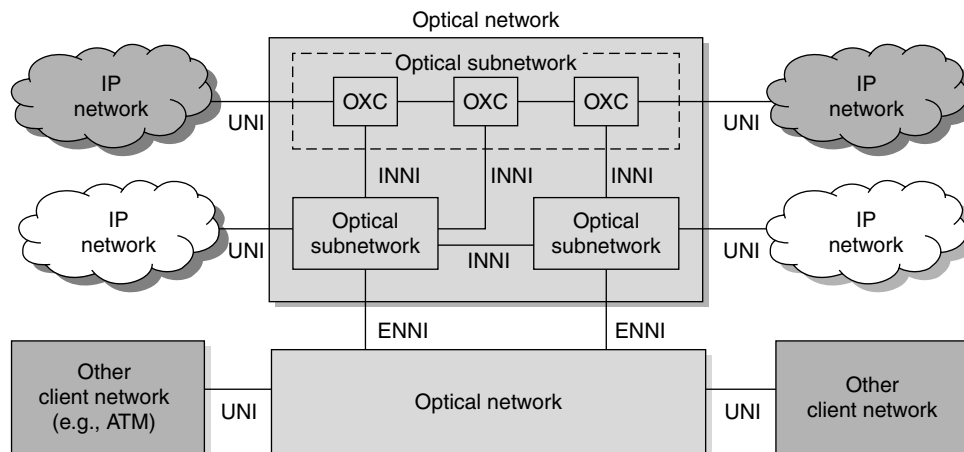 Optical network
Optical subnetwork
IP
network
OXC
OXC
OXC
IP
network
UNI
UNI
INNI
INNI
INNI
IP
network
Optical
subnetwork
Optical
subnetwork
IP
network
UNI
INNI
UNI
ENNI
ENNI
Other
client network
(e.g., ATM)
UNI
Optical network
UNI
Other
client network